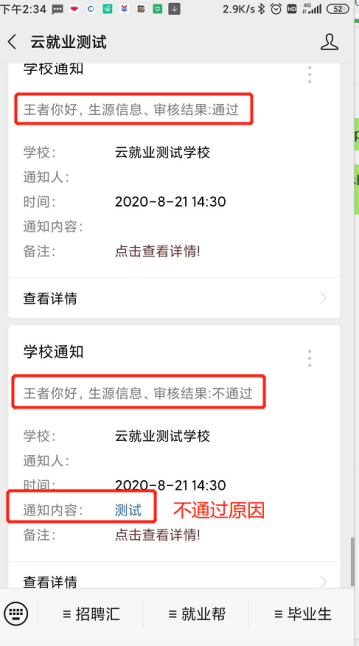 下午2:34
2.9K/s
52
云就业测试
学校通知
王者你好，生源信息、审核结果:通过
学校： 云就业测试学校
通知人：
时间： 2020-8-21 14:30
通知内容：
备注： 点击查看详情!
查看详情
学校通知
王者你好，生源信息、审核结果:不通过
学校： 云就业测试学校
通知人：
时间： 2020-8-21 14:30
通知内容： 测试 不通过原因
备注： 点击查看详情!
查看详情
≡ 招聘汇 ≡ 就业帮 ≡ 毕业生